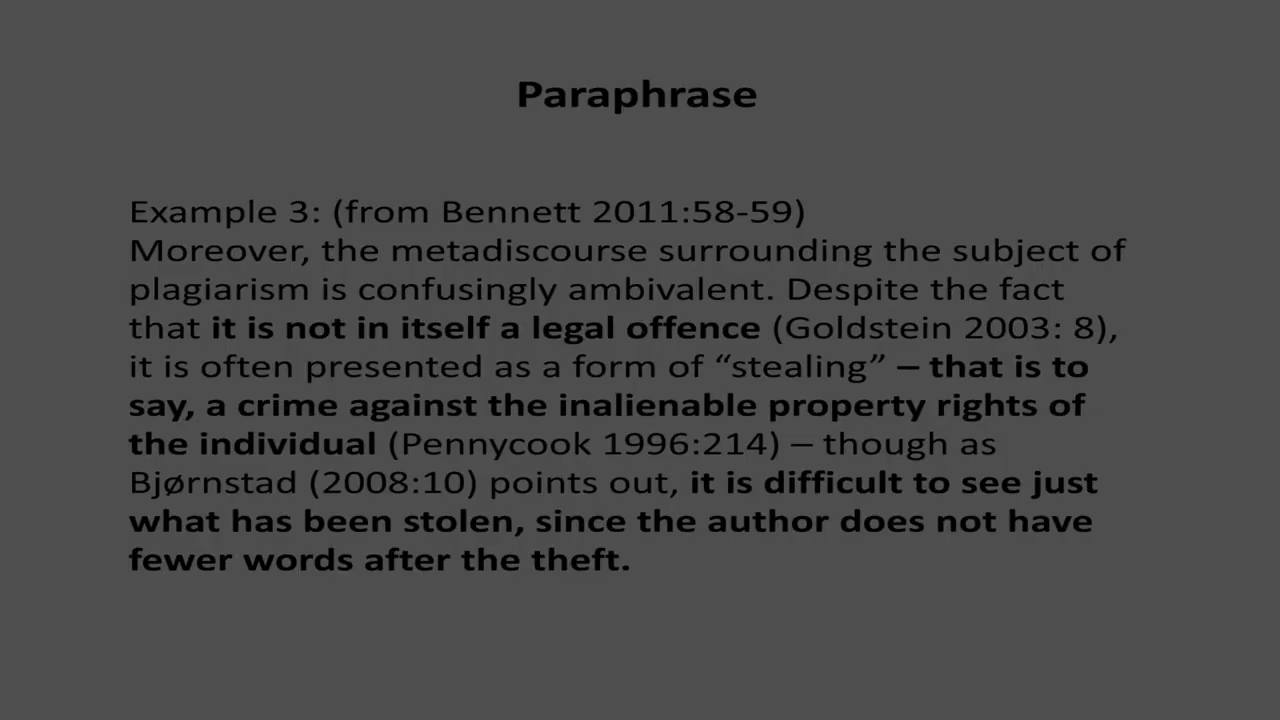 Paraphrase
Example 3: (from Bennett 2011:58-59)
Moreover, the metadiscourse surrounding the subject of
plagiarism is confusingly ambivalent. Despite the fact
that it is not in itself a legal offence (Goldstein 2003: 8),
it is often presented as a form of “stealing” – that is to
say, a crime against the inalienable property rights of
the individual (Pennycook 1996:214) – though as
Bjørnstad (2008:10) points out, it is difficult to see just
what has been stolen, since the author does not have
fewer words after the theft.